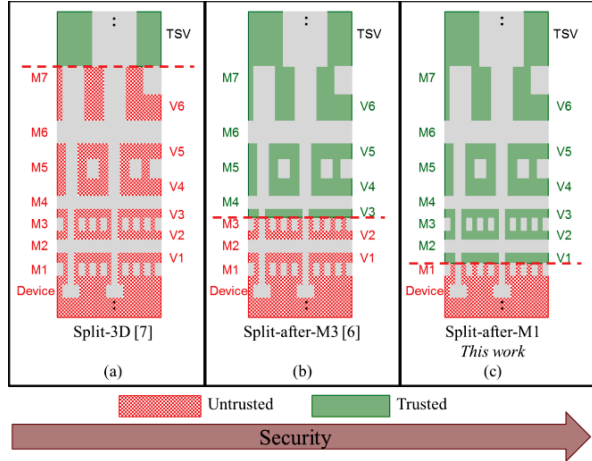 TSV
M7
V6
M6
V5
M5
V4
M4
V3
M3
V2
M2
V1
M1
Device
Split-3D [7]
(a)
TSV
M7
V6
M6
V5
M5
V4
M4
V3
M3
V2
M2
V1
M1
Device
Split-after-M3 [6]
(b)
TSV
M7
V6
M6
V5
M5
V4
M4
V3
M3
V2
M2
V1
M1
Device
Split-after-M1
This work
(c)
Untrusted
Trusted
Security